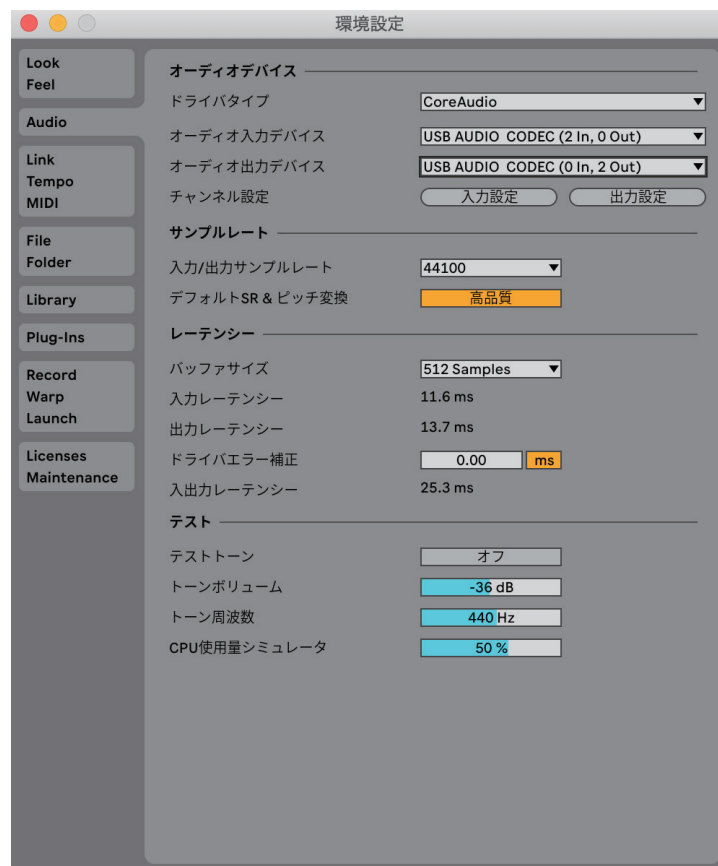 環境設定
Look
Feel
Audio
Link
Tempo
MIDI
File
Folder
Library
Plug-Ins
Record
Warp
Launch
Licenses
Maintenance
オーディオデバイス
ドライバタイプ CoreAudio
オーディオ入力デバイス USB AUDIO CODEC (2 In, 0 Out)
オーディオ出力デバイス USB AUDIO CODEC (0 In, 2 Out)
チャンネル設定 入力設定 出力設定
サンプルレート
入力/出力サンプルレート 44100
デフォルトSR & ピッチ変換 高品質
レーテンシー
バッファサイズ 512 Samples
入力レーテンシー 11.6 ms
出力レーテンシー 13.7 ms
ドライバエラー補正 0.00 ms
入出力レーテンシー 25.3 ms
テスト
テストトーン オフ
トーンボリューム -36 dB
トーン周波数 440 Hz
CPU使用量シミュレータ 50 %